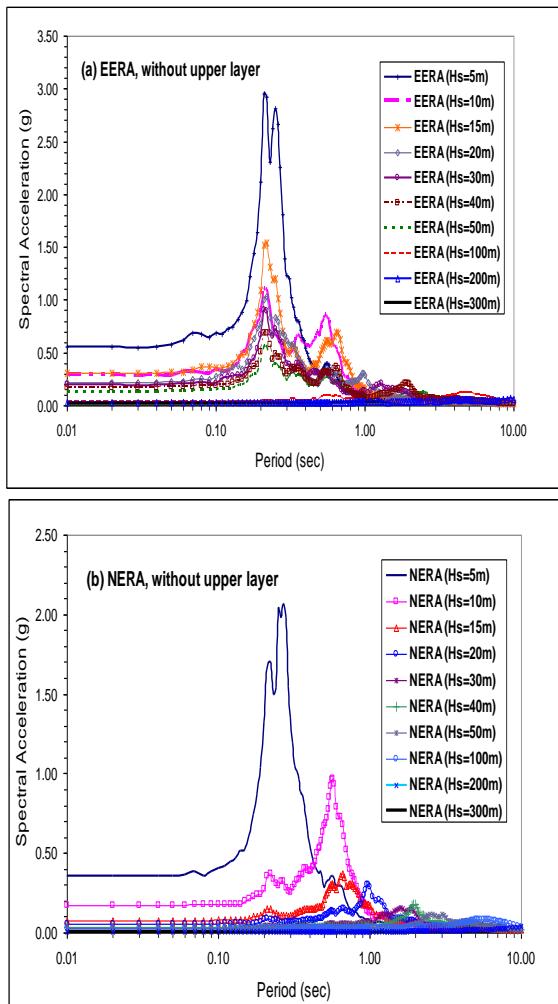 3.50
3.00
2.50
2.00
1.50
1.00
0.50
0.00
Spectral Acceleration (g)
(a) EERA, without upper layer
EERA (Hs=5m)
EERA (Hs=10m)
EERA (Hs=15m)
EERA (Hs=20m)
EERA (Hs=30m)
EERA (Hs=40m)
EERA (Hs=50m)
EERA (Hs=100m)
EERA (Hs=200m)
EERA (Hs=300m)
0.01 0.10 1.00 10.00
Period (sec)
2.50
2.00
1.50
1.00
0.50
0.00
Spectral Acceleration (g)
(b) NERA, without upper layer
NERA (Hs=5m)
NERA (Hs=10m)
NERA (Hs=15m)
NERA (Hs=20m)
NERA (Hs=30m)
NERA (Hs=40m)
NERA (Hs=50m)
NERA (Hs=100m)
NERA (Hs=200m)
NERA (Hs=300m)
0.01 0.10 1.00 10.00
Period (sec)